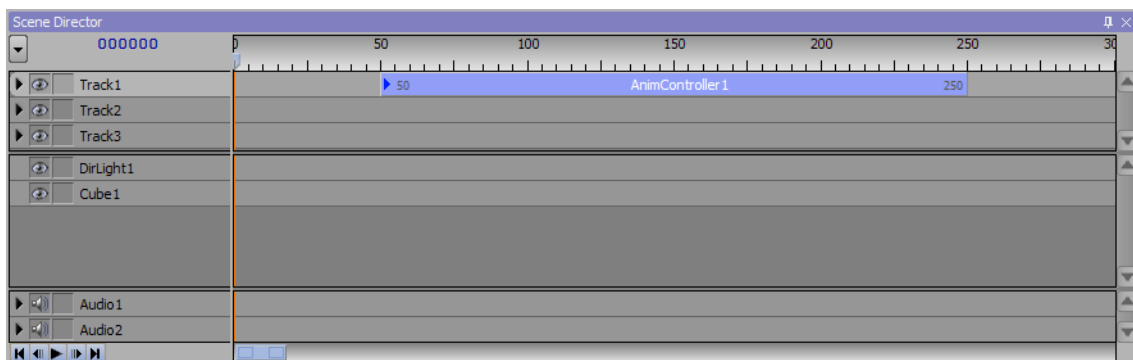 Scene Director
000000 0 50 100 150 200 250 30
Track1 50 AnimController1 250
Track2
Track3
DirLight1
Cube1
Audio1
Audio2